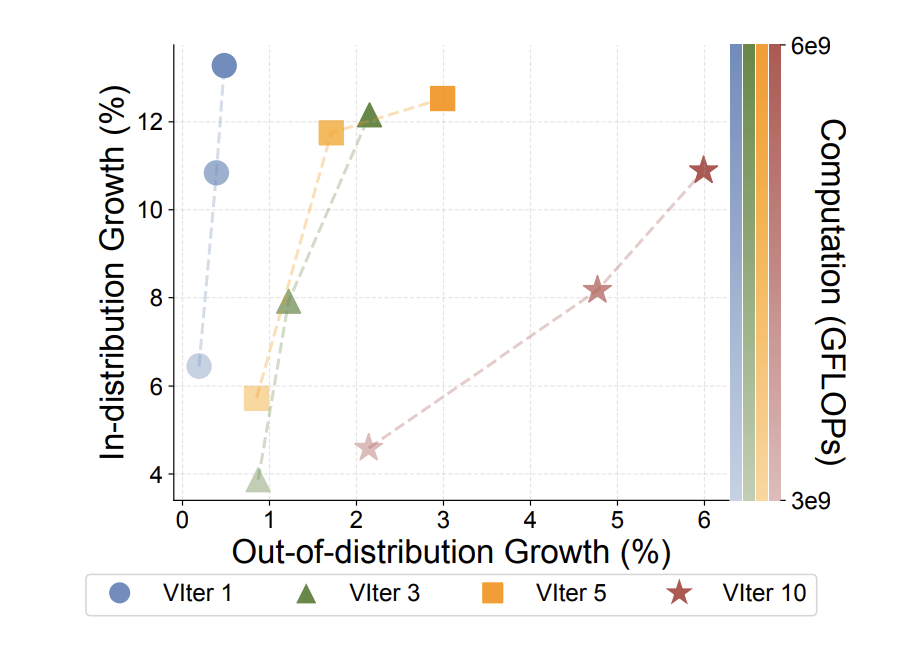 In-distribution Growth (%)
12
10
8
6
4
0 1 2 3 4 5 6
Out-of-distribution Growth (%)
6e9
Computation (GFLOPs)
3e9
VIter 1 VIter 3 VIter 5 VIter 10